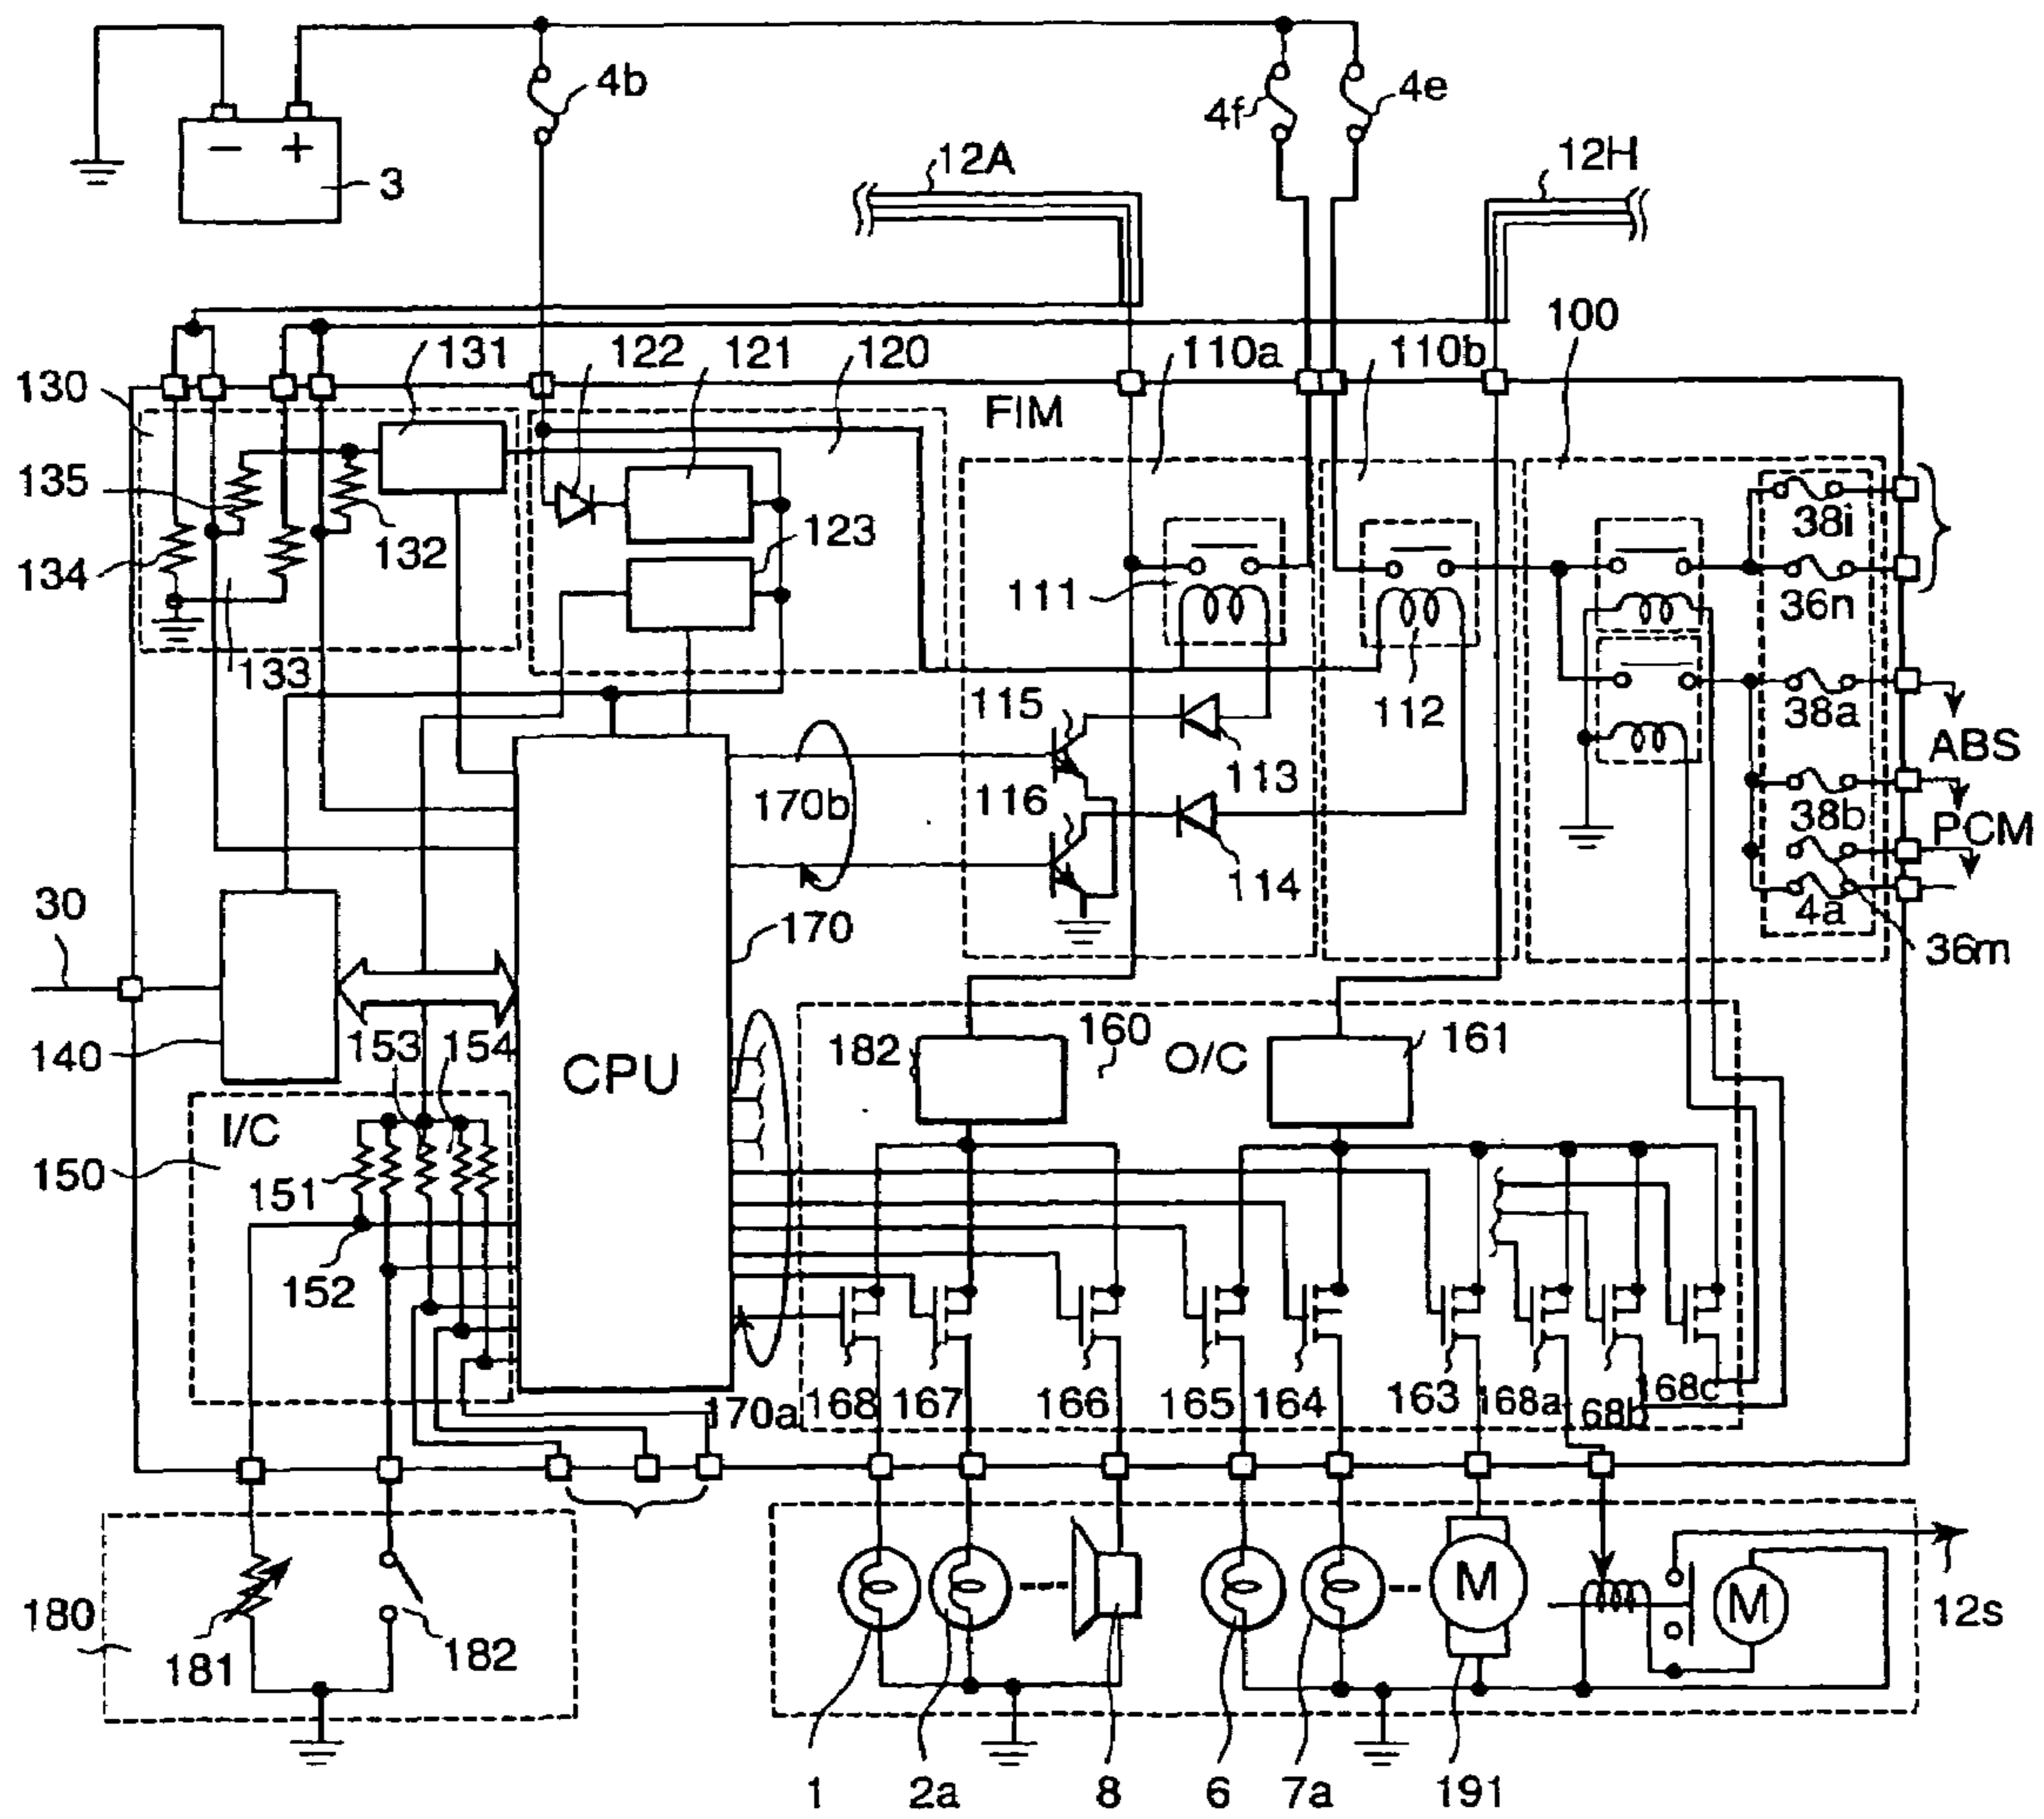 4b
4f
4e
− +
3
12A
12H
131
122
121
120
110a
110b
100
130
FIM
135
38i
132
123
134
111
36n
133
115
112
38a
ABS
113
116
170b
38b
PCM
114
30
170
4a
36m
153
154
182
160
O/C
161
140
CPU
I/C
150
151
152
170a
168
167
166
165
164
163
168a
68b
168c
M
M
180
181
182
12s
1
2a
8
6
7a
191